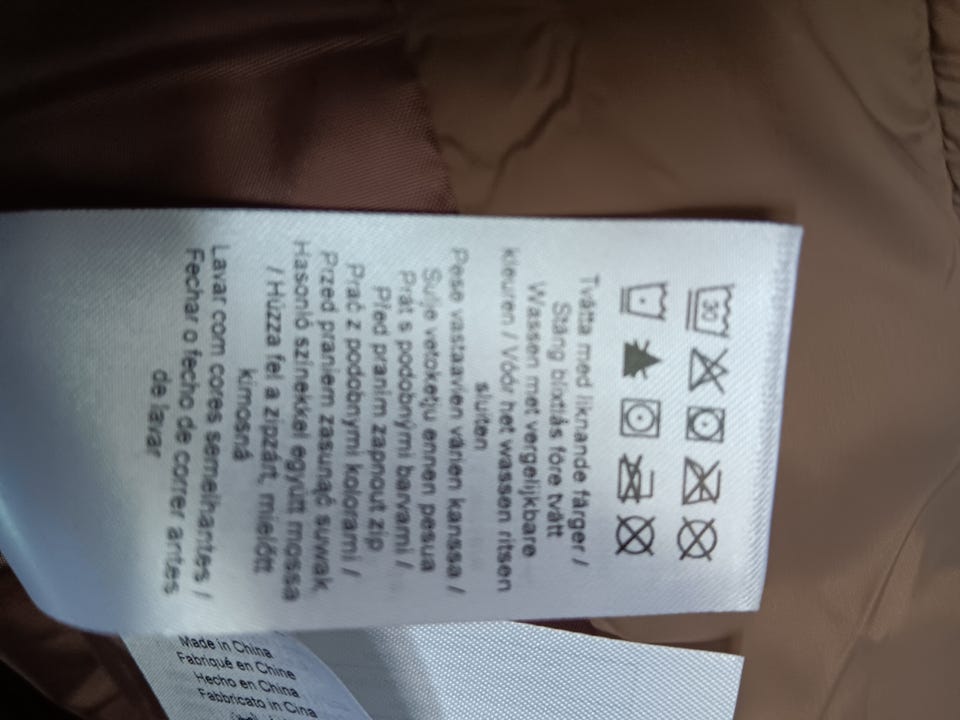 30
Tvätta med liknande färger /
Stäng blixtlås före tvätt
Wassen met vergelijkbare
kleuren / Vóór het wassen ritsen
sluiten
Pese vastaavien värien kanssa /
Sulje vetoketju ennen pesua
Prát s podobnými barvami /
Před praním zapnout zip
Prać z podobnymi kolorami /
Przed praniem zasunąć suwak
Hasonló színekkel együtt mossa
/ Húzza fel a zipzárt, mielőtt
kimosná
Lavar com cores semelhantes /
Fechar o fecho de correr antes
de lavar
Made in China
Fabriqué en Chine
Hecho en China
Fabbricato in Cina